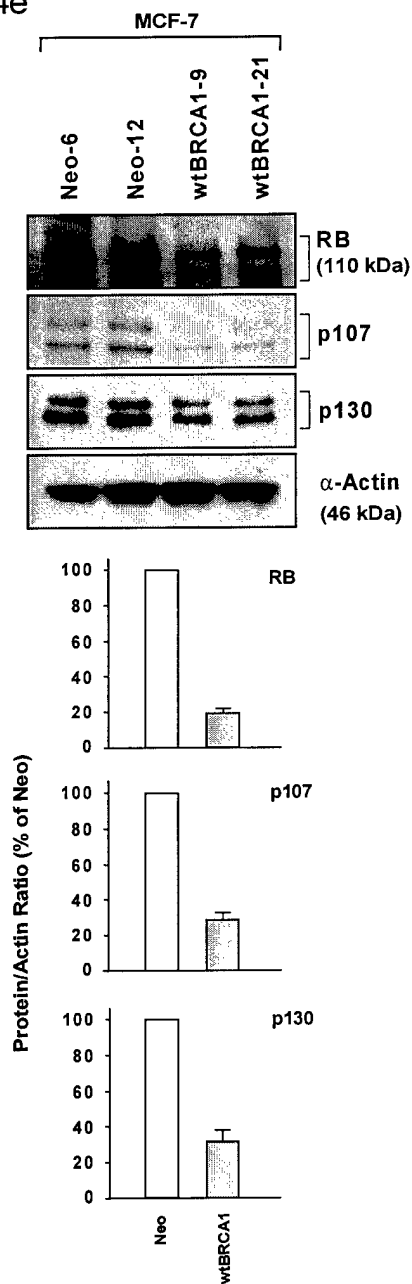 4e
MCF-7
Neo-6
Neo-12
wtBRCA1-9
wtBRCA1-21
RB
(110 kDa)
p107
p130
α-Actin
(46 kDa)
Protein/Actin Ratio (% of Neo)
RB
100
80
60
40
20
0
p107
100
80
60
40
20
0
p130
100
80
60
40
20
0
Neo
wtBRCA1